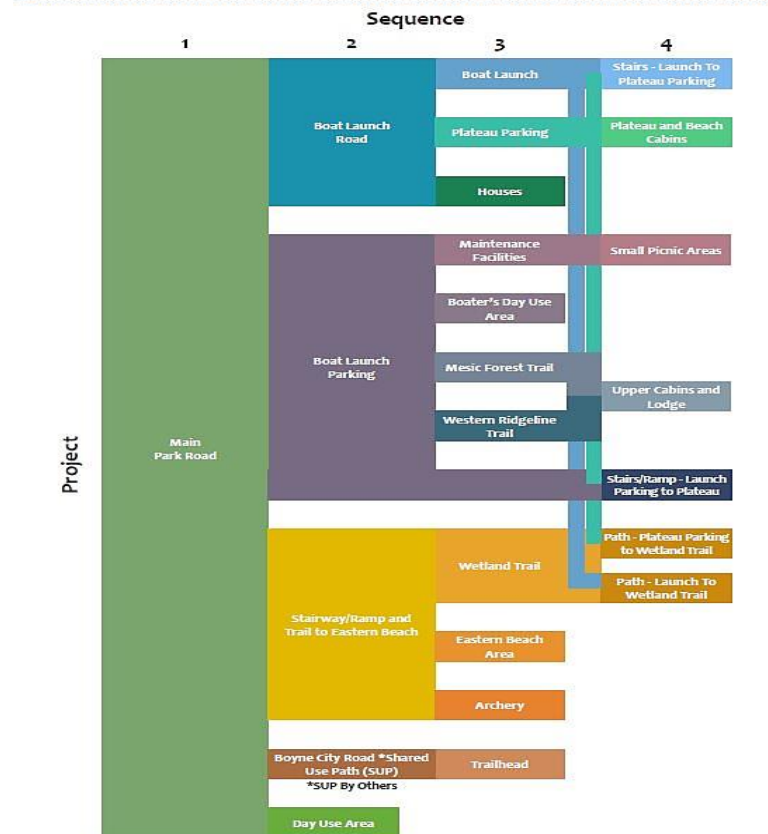 Sequence
1 2 3 4
Project
Main
Park Road
Boat Launch
Road
Boat Launch
Stairs - Launch To
Plateau Parking
Plateau Parking
Plateau and Beach
Cabins
Houses
Boat Launch
Parking
Maintenance
Facilities
Small Picnic Areas
Boater's Day Use
Area
Mesic Forest Trail
Upper Cabins and
Lodge
Western Ridgeline
Trail
Stairs/Ramp - Launch
Parking to Plateau
Stairway/Ramp and
Trail to Eastern Beach
Wetland Trail
Path - Plateau Parking
to Wetland Trail
Path - Launch To
Wetland Trail
Eastern Beach
Area
Archery
Boyne City Road *Shared
Use Path (SUP)
*SUP By Others
Trailhead
Day Use Area